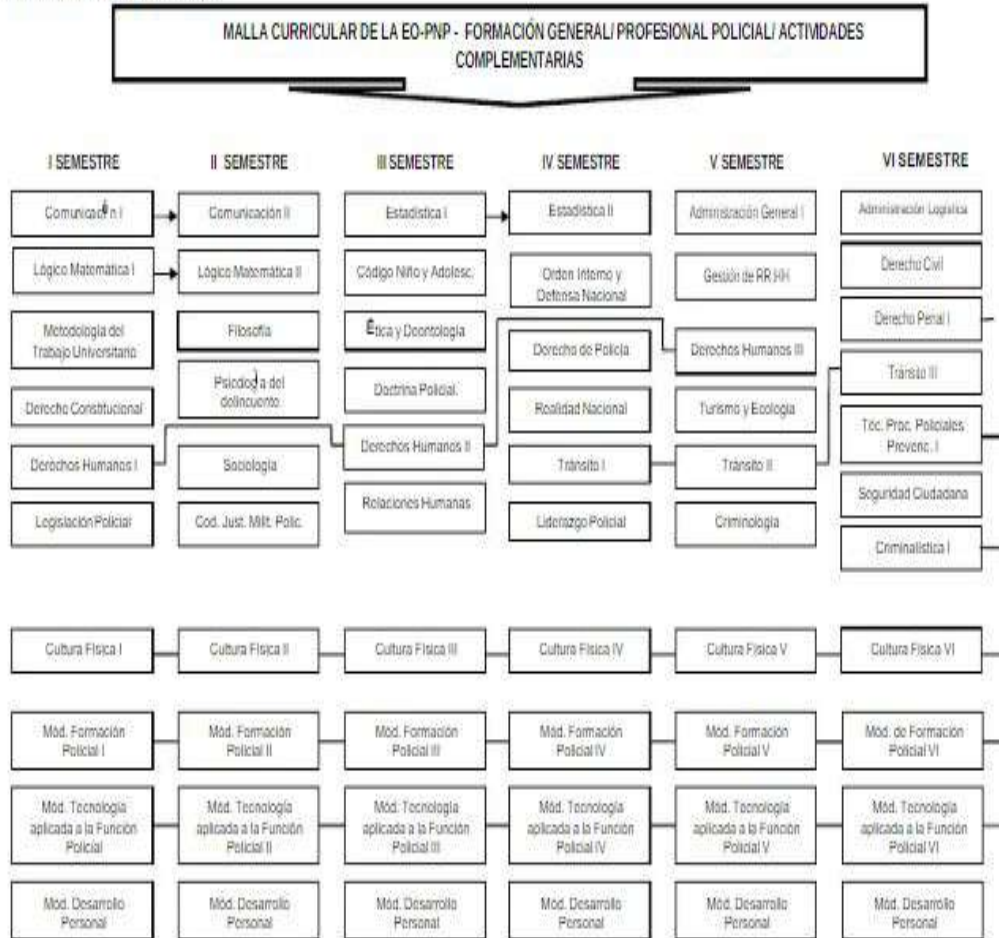 MALLA CURRICULAR DE LA EO-PNP - FORMACIÓN GENERAL/ PROFESIONAL POLICIAL/ ACTIVIDADES
COMPLEMENTARIAS
I SEMESTRE
II SEMESTRE
III SEMESTRE
IV SEMESTRE
V SEMESTRE
VI SEMESTRE
Comunicación I
Comunicación II
Estadística I
Estadística II
Administración General I
Administración Logística
Lógico Matemática I
Lógico Matemática II
Código Niño y Adolesc.
Orden Interno y
Defensa Nacional
Gestión de RR.HH
Derecho Civil
Metodología del
Trabajo Universitario
Filosofía
Ética y Deontología
Derecho de Policía
Derechos Humanos III
Derecho Penal I
Derecho Constitucional
Psicología del
delincuente
Doctrina Policial.
Realidad Nacional
Turismo y Ecología
Tránsito III
Derechos Humanos I
Sociología
Derechos Humanos II
Tránsito I
Tránsito II
Téc. Proc. Policiales
Prevenc. I
Legislación Policial
Cod. Just. Milit. Polic.
Relaciones Humanas
Liderazgo Policial
Criminología
Seguridad Ciudadana
Criminalística I
Cultura Física I
Cultura Física II
Cultura Física III
Cultura Física IV
Cultura Física V
Cultura Física VI
Mód. Formación
Policial I
Mód. Formación
Policial II
Mód. Formación
Policial III
Mód. Formación
Policial IV
Mód. Formación
Policial V
Mód. de Formación
Policial VI
Mód. Tecnología
aplicada a la Función
Policial
Mód. Tecnología
aplicada a la Función
Policial II
Mód. Tecnología
aplicada a la Función
Policial III
Mód. Tecnología
aplicada a la Función
Policial IV
Mód. Tecnología
aplicada a la Función
Policial V
Mód. Tecnología
aplicada a la Función
Policial VI
Mód. Desarrollo
Personal
Mód. Desarrollo
Personal
Mód. Desarrollo
Personal
Mód. Desarrollo
Personal
Mód. Desarrollo
Personal
Mód. Desarrollo
Personal